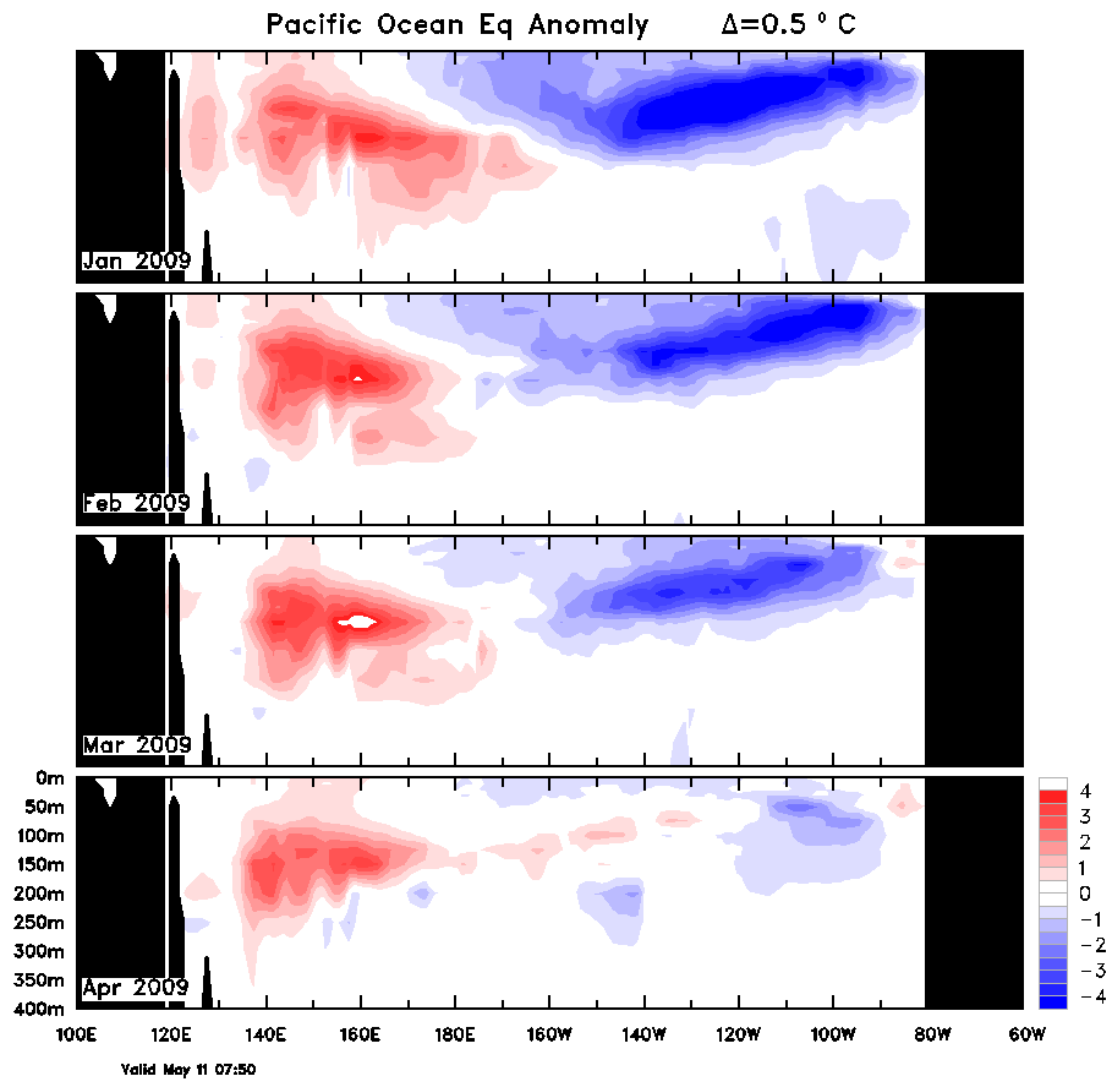 Pacific Ocean Eq Anomaly Δ=0.5 °C
Jan 2009
Feb 2009
Mar 2009
0m
50m
100m
150m
200m
250m
300m
350m
400m
Apr 2009
4
3
2
1
0
-1
-2
-3
-4
100E 120E 140E 160E 180E 160W 140W 120W 100W 80W 60W
Valid May 11 07:50